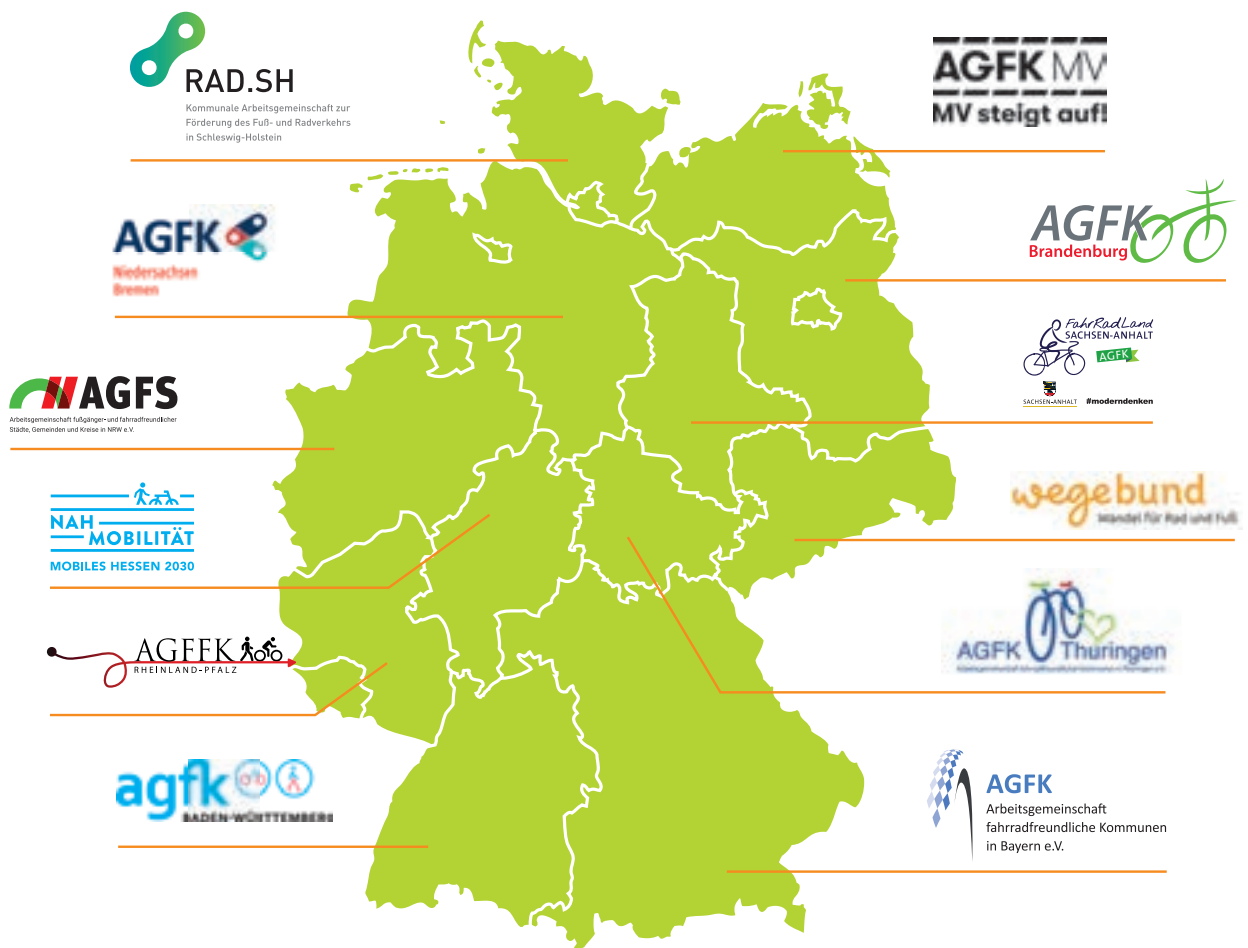 RAD.SH
Kommunale Arbeitsgemeinschaft zur
Förderung des Fuß- und Radverkehrs
in Schleswig-Holstein
AGFK MV
MV steigt auf!
AGFK
Niedersachsen
Bremen
AGFK
Brandenburg
FahrRadLand
SACHSEN-ANHALT
AGFK
SACHSEN-ANHALT #moderndenken
AGFS
Arbeitsgemeinschaft fußgänger- und fahrradfreundlicher
Städte, Gemeinden und Kreise in NRW e.V.
wegebund
Wandel für Rad und Fuß
NAH
MOBILITÄT
MOBILES HESSEN 2030
AGFK Thüringen
AGFFK
RHEINLAND-PFALZ
agfk
BADEN-WÜRTTEMBERG
AGFK
Arbeitsgemeinschaft
fahrradfreundliche Kommunen
in Bayern e.V.